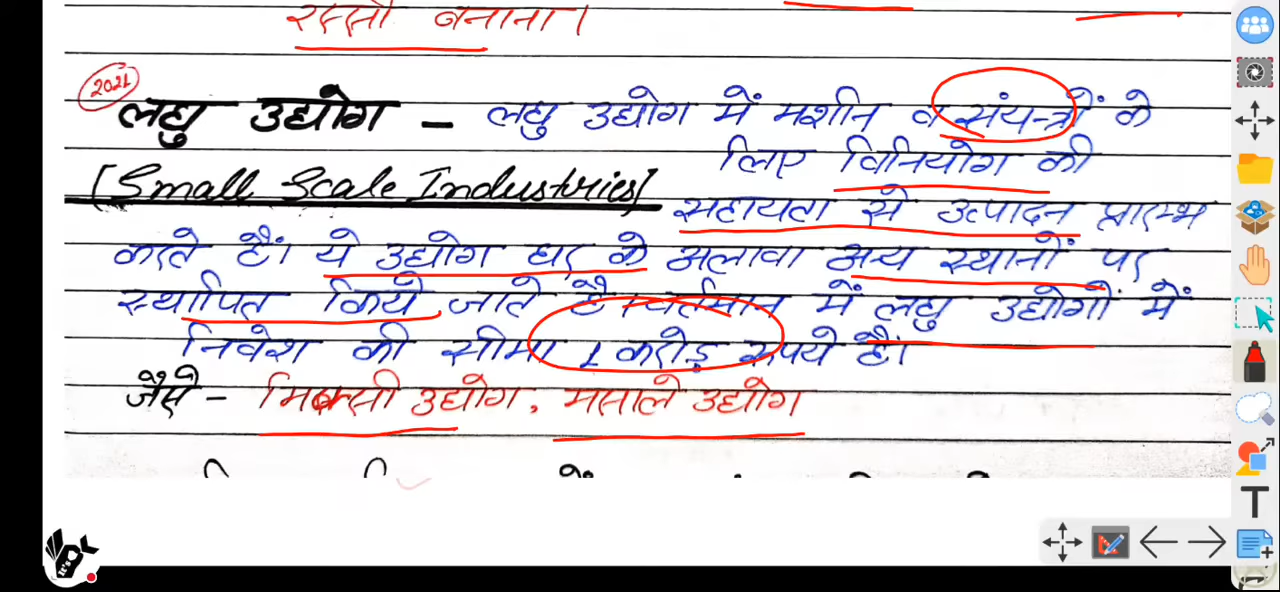 रस्सी बनाना।
2021
लघु उद्योग – लघु उद्योग में मशीन व संयन्त्रों के
लिए विनियोग की
[Small Scale Industries]
सहायता से उत्पादन प्रारम्भ
करते हैं। ये उद्योग घर के अलावा अन्य स्थानों पर
स्थापित किये जाते है वर्तमान में लघु उद्योगों में
निवेश की सीमा 1 करोड़ रुपये है।
जैसे – मिक्सी उद्योग, मसाले उद्योग
T